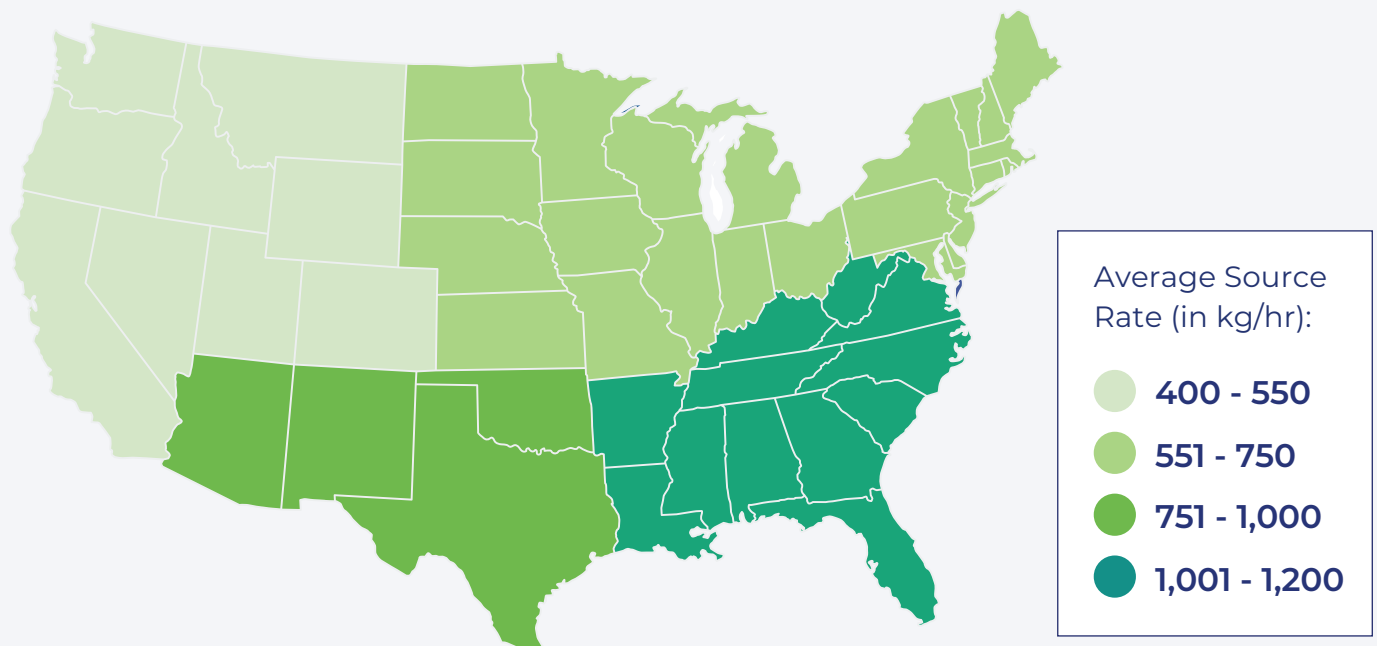 Average Source
Rate (in kg/hr):
400 - 550
551 - 750
751 - 1,000
1,001 - 1,200